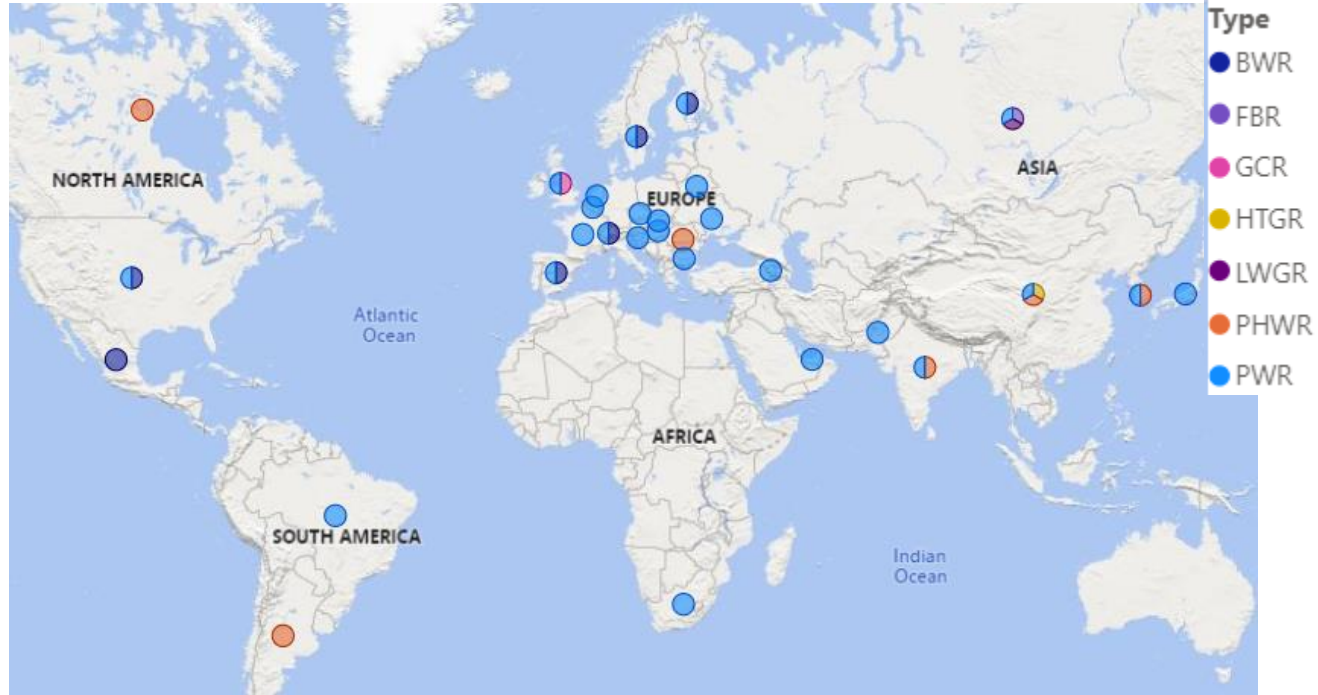 Type
BWR
FBR
GCR
HTGR
LWGR
PHWR
PWR
NORTH AMERICA
EUROPE
ASIA
Atlantic
Ocean
AFRICA
SOUTH AMERICA
Indian
Ocean